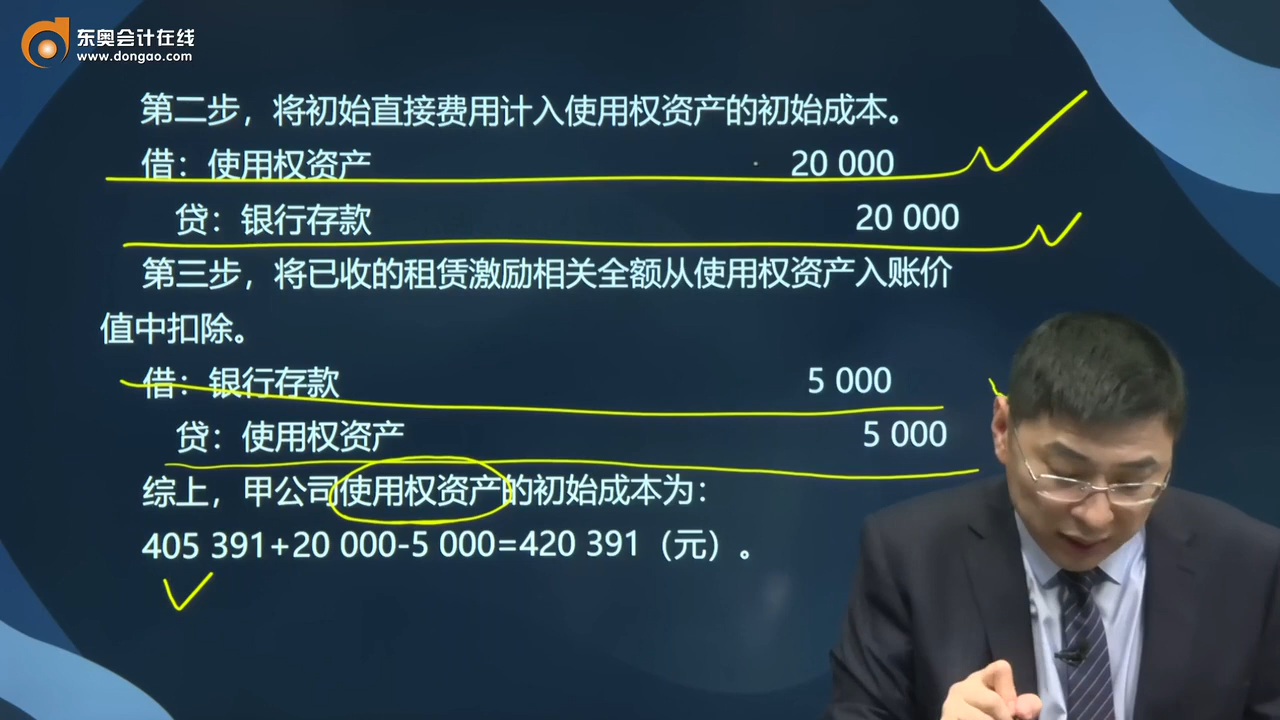 东奥会计在线
www.dongao.com
第二步，将初始直接费用计入使用权资产的初始成本。
借：使用权资产 20 000
贷：银行存款 20 000
第三步，将已收的租赁激励相关全额从使用权资产入账价
值中扣除。
借：银行存款 5 000
贷：使用权资产 5 000
综上，甲公司使用权资产的初始成本为：
405 391+20 000-5 000=420 391（元）。